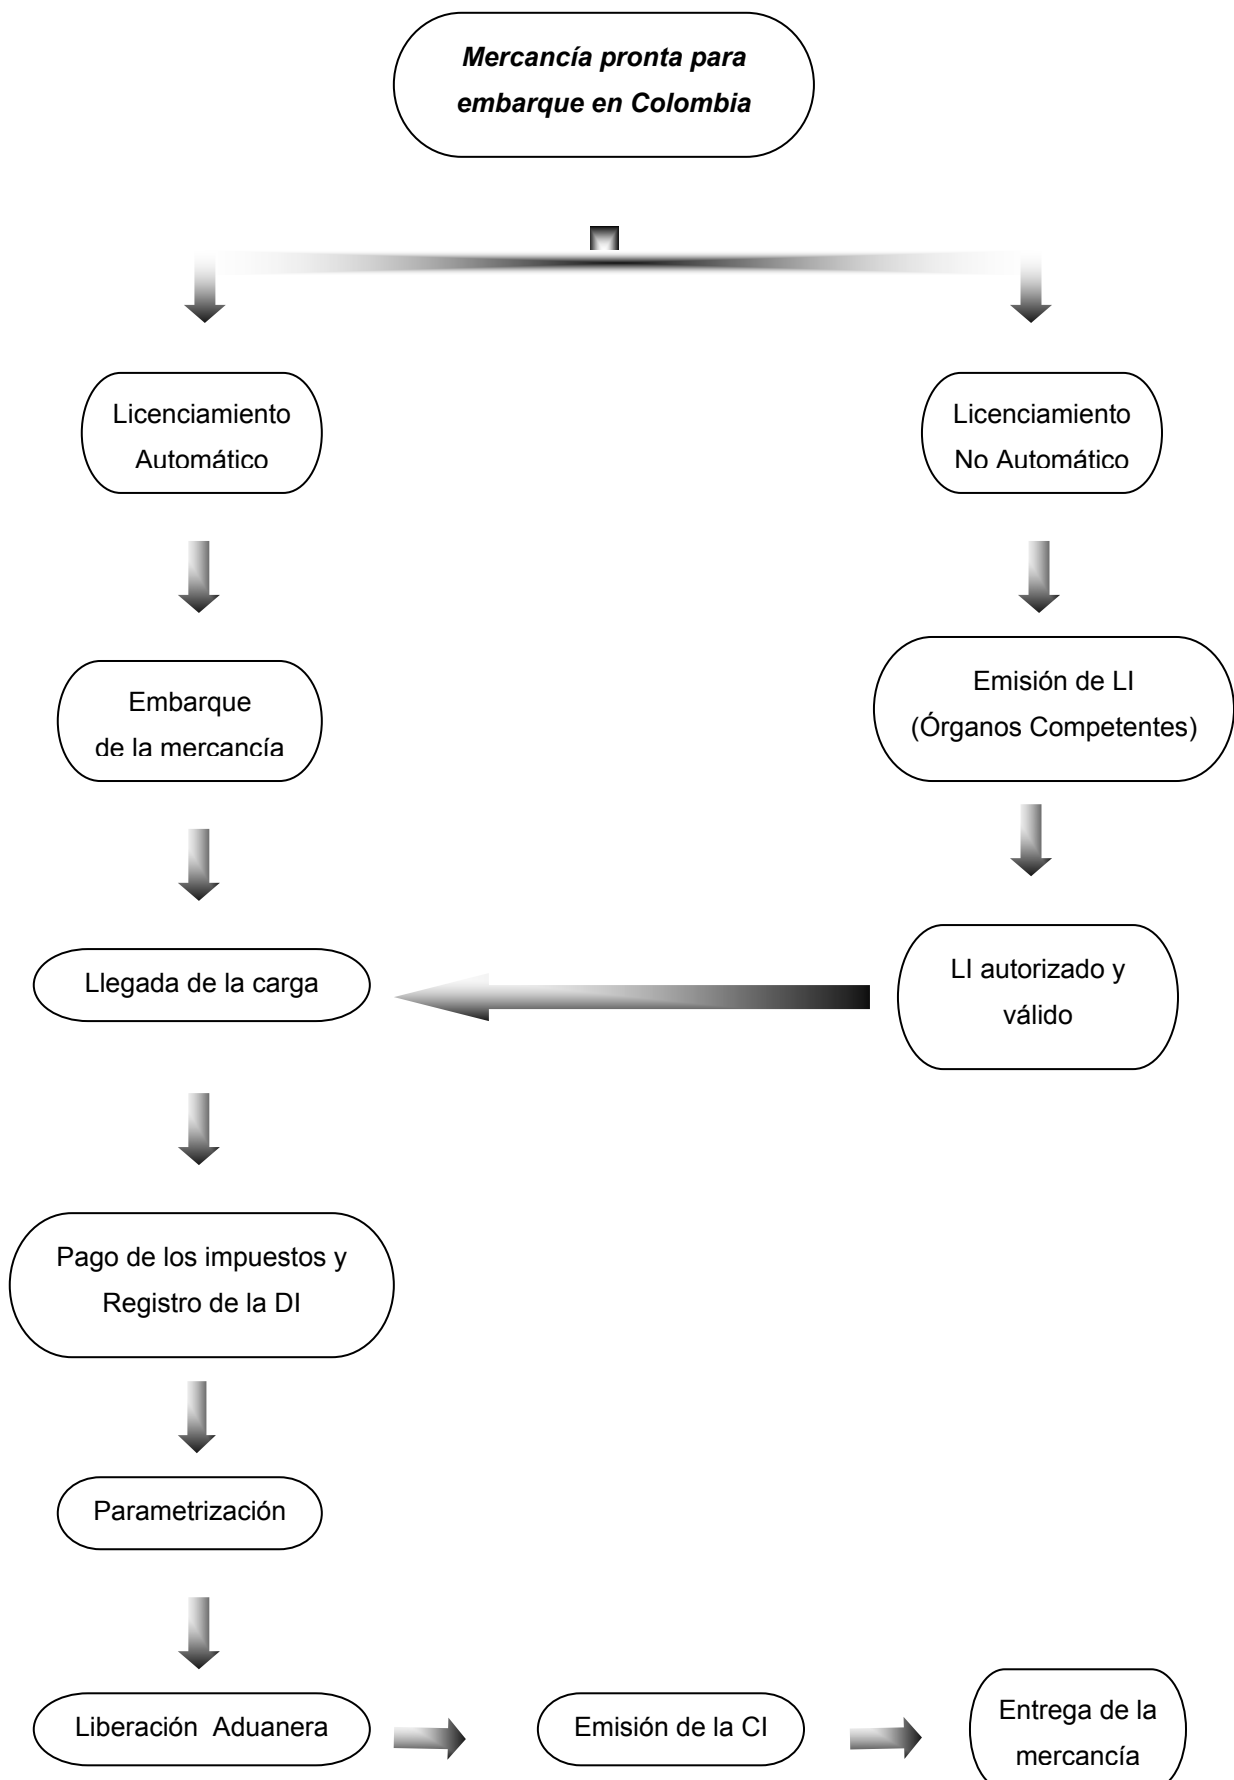 Mercancía pronta para
embarque en Colombia
Licenciamiento
Automático
Licenciamiento
No Automático
Embarque
de la mercancía
Emisión de LI
(Órganos Competentes)
Llegada de la carga
LI autorizado y
válido
Pago de los impuestos y
Registro de la DI
Parametrización
Liberación Aduanera
Emisión de la CI
Entrega de la
mercancía